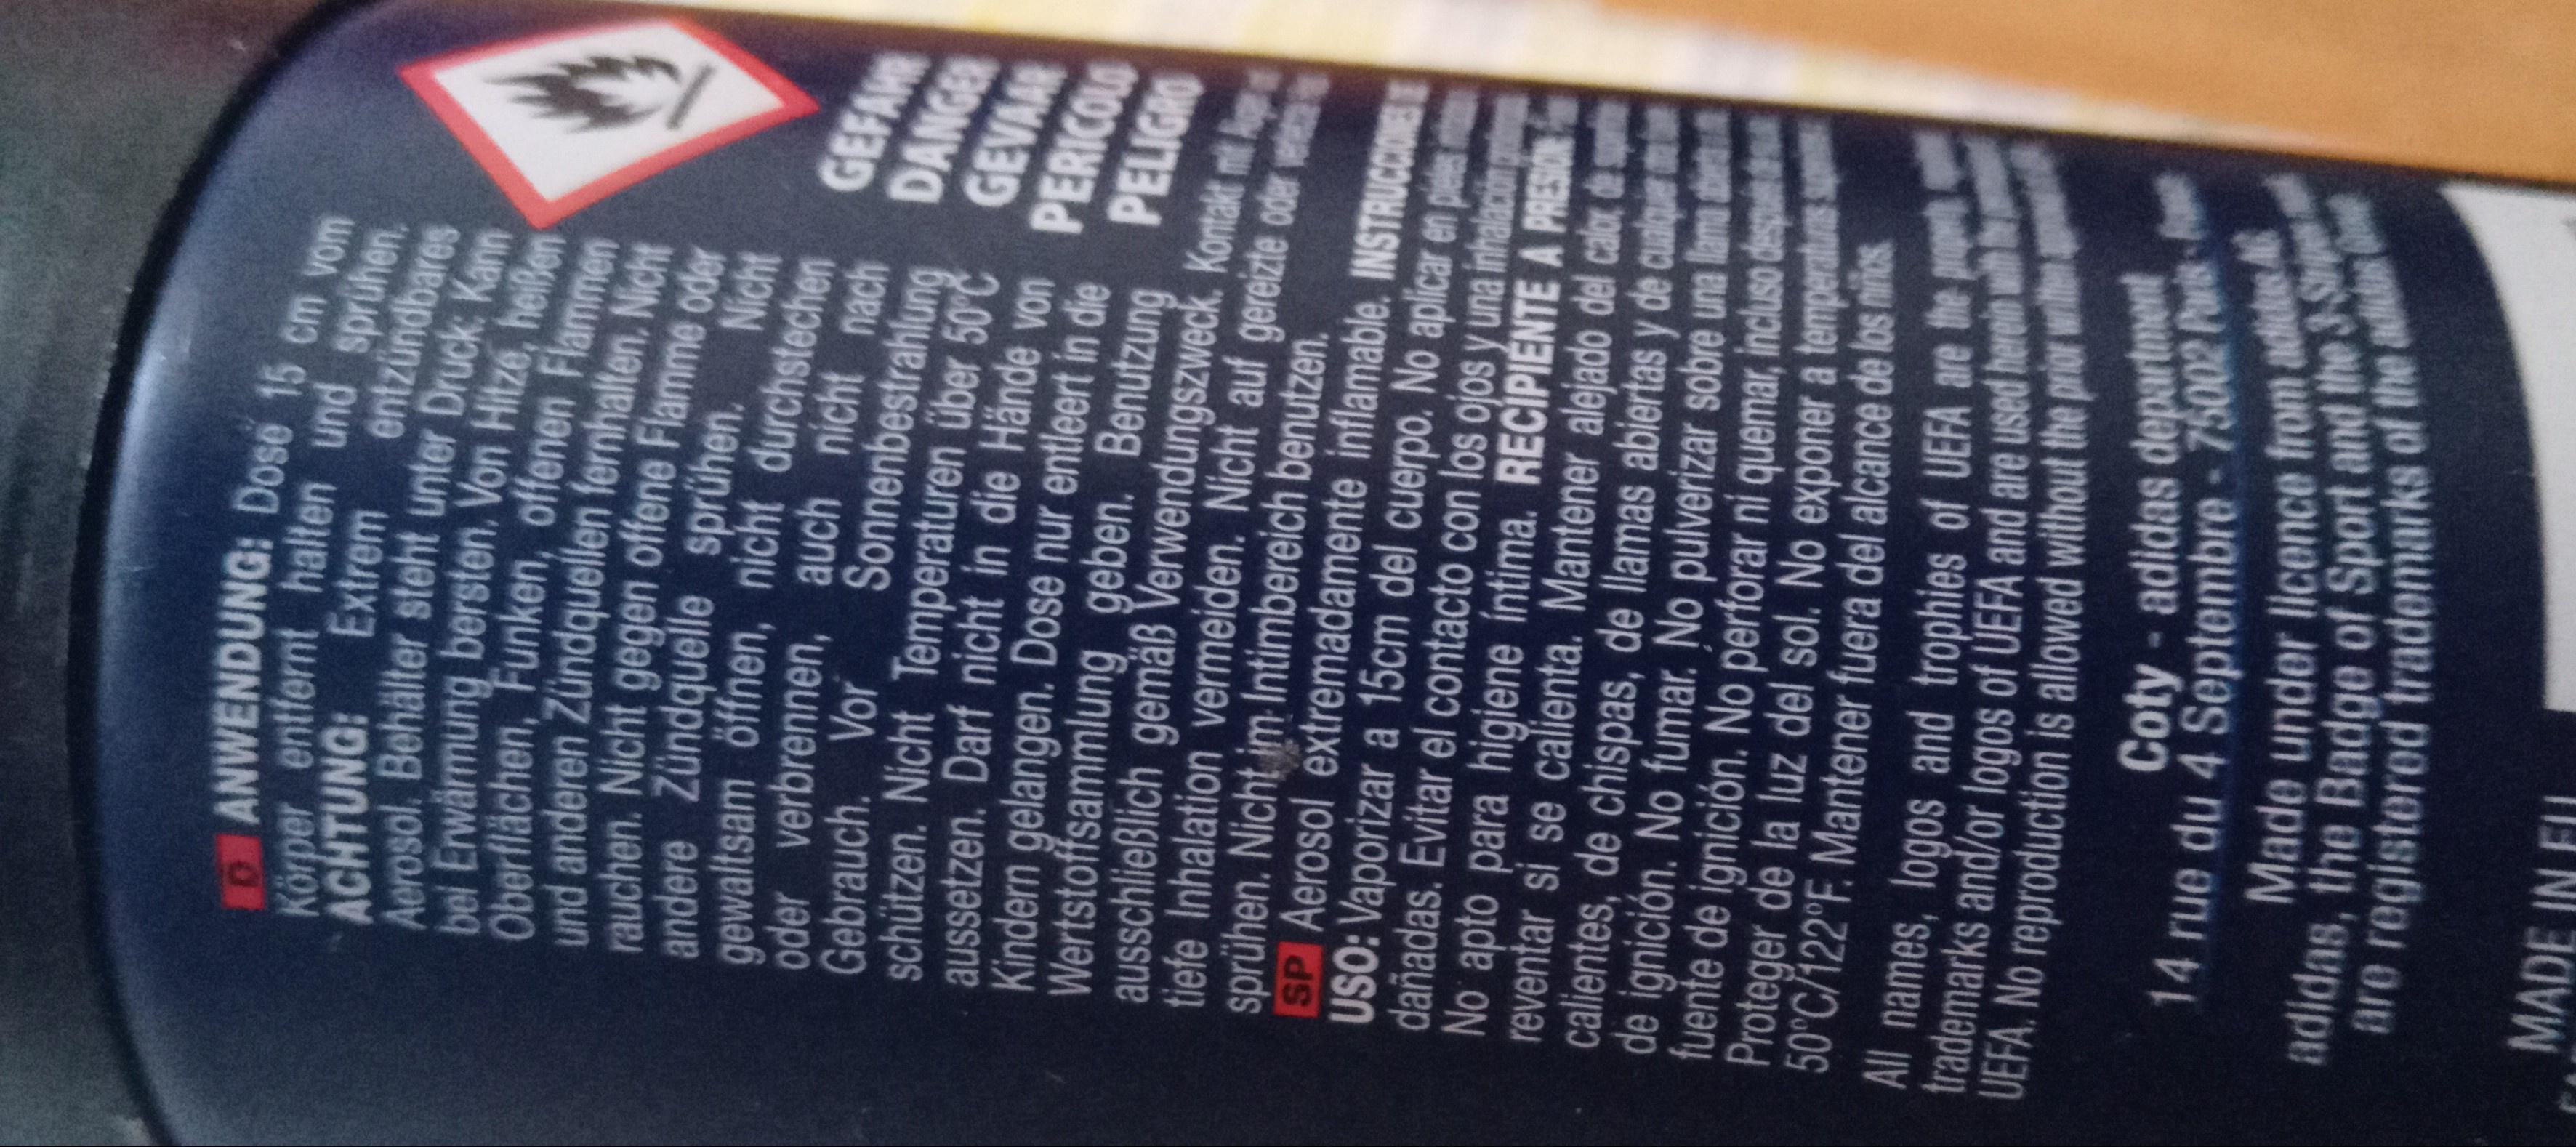 D ANWENDUNG: Dose 15 cm vom
Körper entfernt halten und sprühen.
ACHTUNG: Extrem entzündbares
Aerosol. Behälter steht unter Druck: Kann
bei Erwärmung bersten. Von Hitze, heißen
Oberflächen, Funken, offenen Flammen
und anderen Zündquellen fernhalten. Nicht
rauchen. Nicht gegen offene Flamme oder
andere Zündquelle sprühen. Nicht
gewaltsam öffnen, nicht durchstechen
oder verbrennen, auch nicht nach
Gebrauch. Vor Sonnenbestrahlung
schützen. Nicht Temperaturen über 50°C
aussetzen. Darf nicht in die Hände von
Kindern gelangen. Dose nur entleert in die
Wertstoffsammlung geben. Benutzung
ausschließlich gemäß Verwendungszweck. Kontakt mit
tiefe Inhalation vermeiden. Nicht auf gereizte oder
sprühen. Nicht im Intimbereich benutzen.
GEFAHR
DANGER
GEVAAR
PERICOLO
PELIGRO
SP Aerosol extremadamente inflamable. INSTRUCCIONES DE
USO: Vaporizar a 15cm del cuerpo. No aplicar en pieles
dañadas. Evitar el contacto con los ojos y una inhalación
No apto para higiene íntima. RECIPIENTE A PRESIÓN:
reventar si se calienta. Mantener alejado del calor, de
calientes, de chispas, de llamas abiertas y de cualquier
de ignición. No fumar. No pulverizar sobre una llama abierta
fuente de ignición. No perforar ni quemar, incluso después de
Proteger de la luz del sol. No exponer a temperaturas
50°C/122°F. Mantener fuera del alcance de los niños.
All names, logos and trophies of UEFA are the property,
trademarks and/or logos of UEFA and are used herein with
UEFA. No reproduction is allowed without the prior written
Coty - adidas department
14 rue du 4 Septembre - 75002 Paris -
Made under licence from adidas
adidas, the Badge of Sport and the 3-Stripes
are registered trademarks of the adidas
MADE IN EU